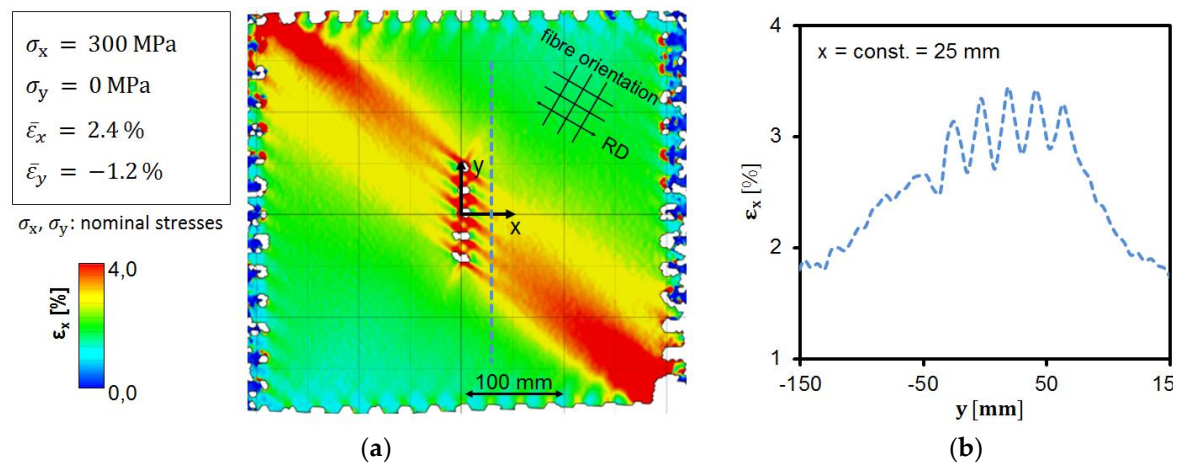 σx = 300 MPa
σy = 0 MPa
ε̄x = 2.4 %
ε̄y = −1.2 %
σx, σy: nominal stresses
4,0
εx [%]
0,0
fibre orientation
RD
y
x
100 mm
(a)
x = const. = 25 mm
4
3
2
1
εx [%]
-150
-50
50
15
y [mm]
(b)